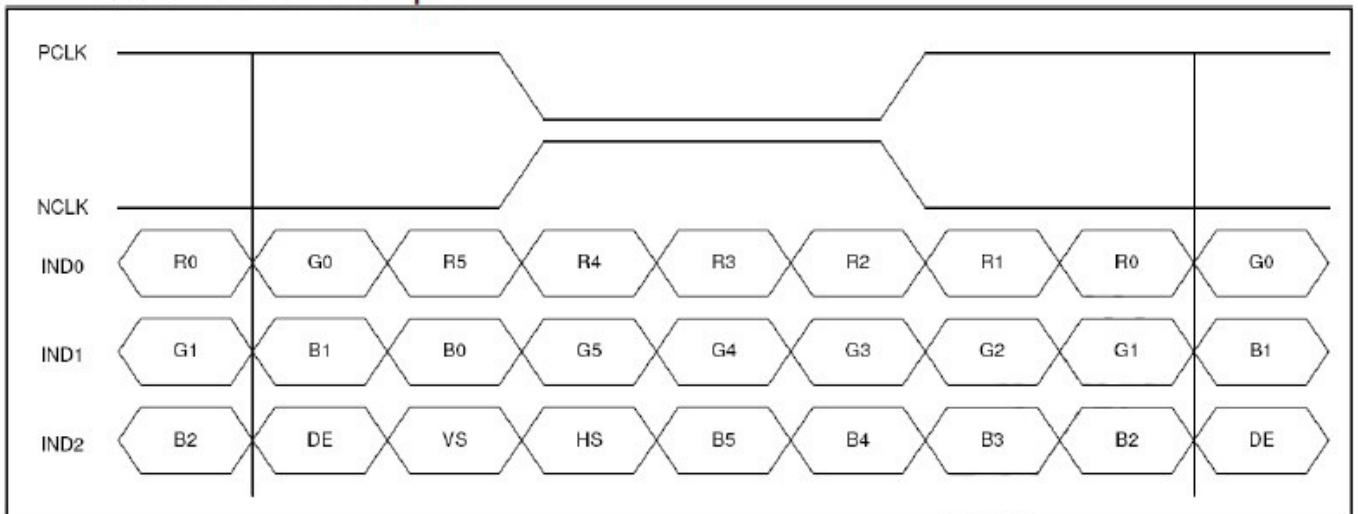 PCLK
NCLK
IND0 R0 G0 R5 R4 R3 R2 R1 R0 G0
IND1 G1 B1 B0 G5 G4 G3 G2 G1 B1
IND2 B2 DE VS HS B5 B4 B3 B2 DE